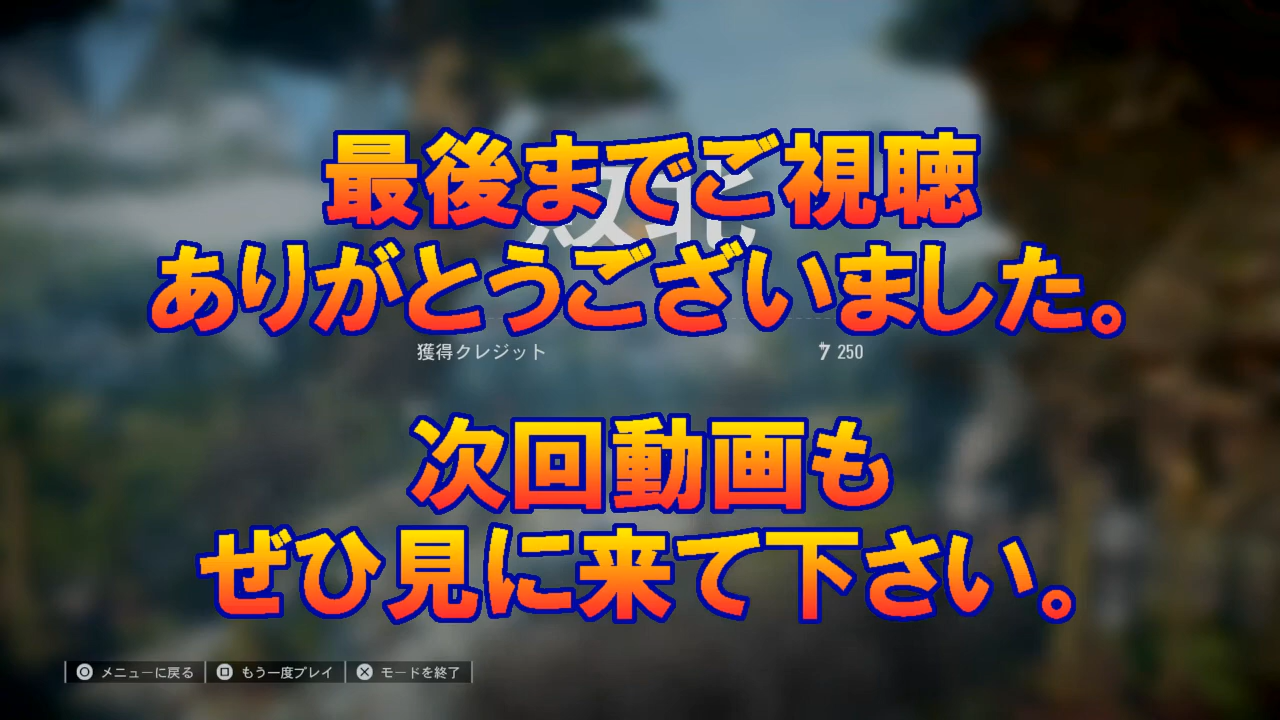 最後までご視聴
敗北
ありがとうございました。
獲得クレジット 250
次回動画も
ぜひ見に来て下さい。
メニューに戻る もう一度プレイ モードを終了